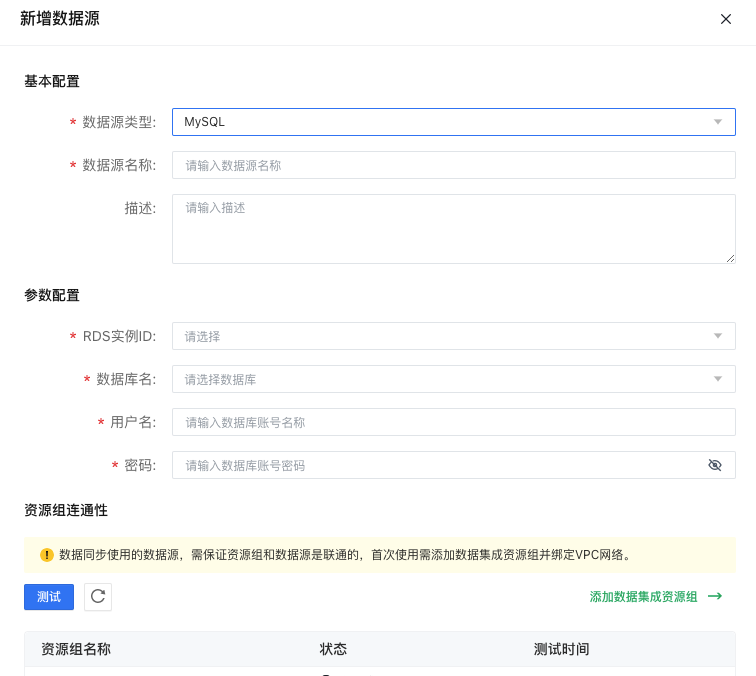 新增数据源
基本配置
* 数据源类型: MySQL
* 数据源名称: 请输入数据源名称
描述: 请输入描述
参数配置
* RDS实例ID: 请选择
* 数据库名: 请选择数据库
* 用户名: 请输入数据库账号名称
* 密码: 请输入数据库账号密码
资源组连通性
数据同步使用的数据源，需保证资源组和数据源是联通的，首次使用需添加数据集成资源组并绑定VPC网络。
测试 添加数据集成资源组 →
资源组名称 状态 测试时间